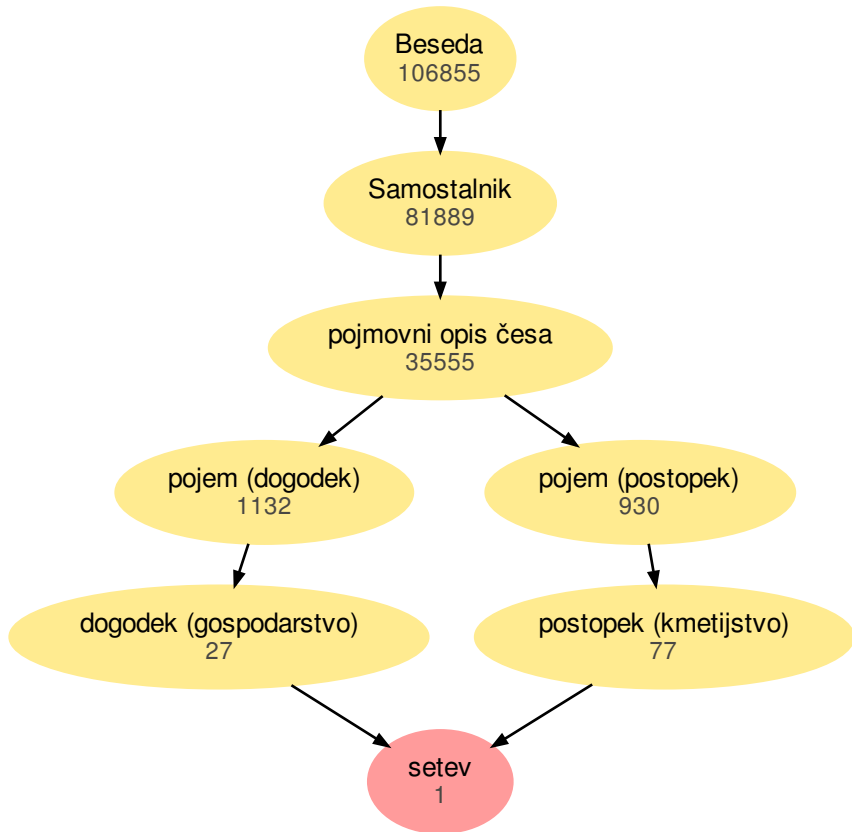 Beseda
106855
Samostalnik
81889
pojmovni opis česa
35555
pojem (dogodek)
1132
pojem (postopek)
930
dogodek (gospodarstvo)
27
postopek (kmetijstvo)
77
setev
1